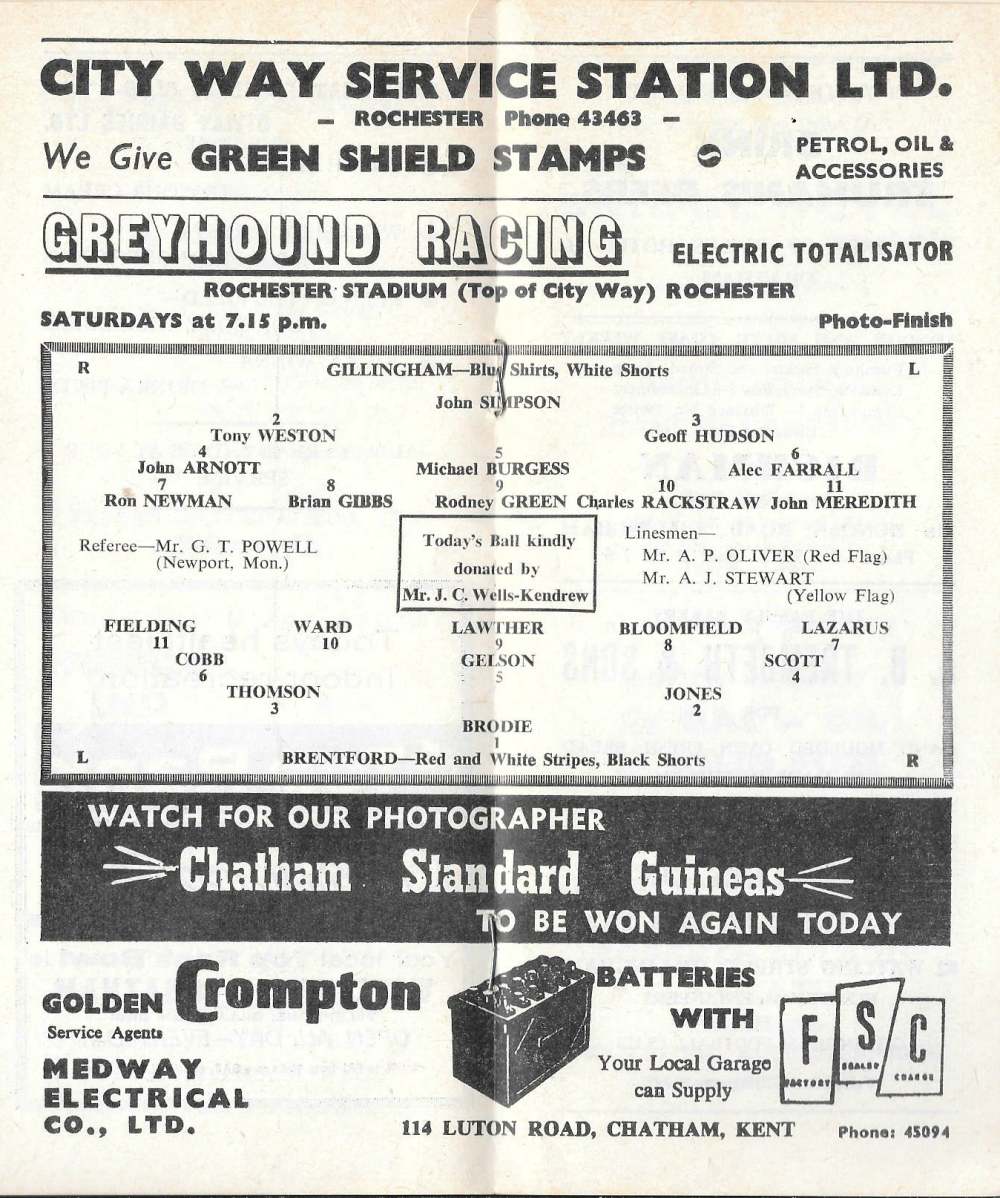 CITY WAY SERVICE STATION LTD.
— ROCHESTER Phone 43463 —
We Give GREEN SHIELD STAMPS
PETROL, OIL &
ACCESSORIES
GREYHOUND RACING ELECTRIC TOTALISATOR
ROCHESTER STADIUM (Top of City Way) ROCHESTER
SATURDAYS at 7.15 p.m. Photo-Finish
R GILLINGHAM—Blue Shirts, White Shorts L
1
John SIMPSON
2 3
Tony WESTON Geoff HUDSON
4 5 6
John ARNOTT Michael BURGESS Alec FARRALL
7 8 9 10 11
Ron NEWMAN Brian GIBBS Rodney GREEN Charles RACKSTRAW John MEREDITH
Referee—Mr. G. T. POWELL
(Newport, Mon.)
Today's Ball kindly
donated by
Mr. J. C. Wells-Kendrew
Linesmen—
Mr. A. P. OLIVER (Red Flag)
Mr. A. J. STEWART
(Yellow Flag)
FIELDING WARD LAWTHER BLOOMFIELD LAZARUS
11 10 9 8 7
COBB GELSON SCOTT
6 5 4
THOMSON JONES
3 2
BRODIE
1
L BRENTFORD—Red and White Stripes, Black Shorts R
WATCH FOR OUR PHOTOGRAPHER
Chatham Standard Guineas
TO BE WON AGAIN TODAY
GOLDEN Crompton
Service Agents
MEDWAY
ELECTRICAL
CO., LTD.
BATTERIES
WITH
Your Local Garage
can Supply
F S C
FACTORY DEALER CHARGE
114 LUTON ROAD, CHATHAM, KENT Phone: 45094